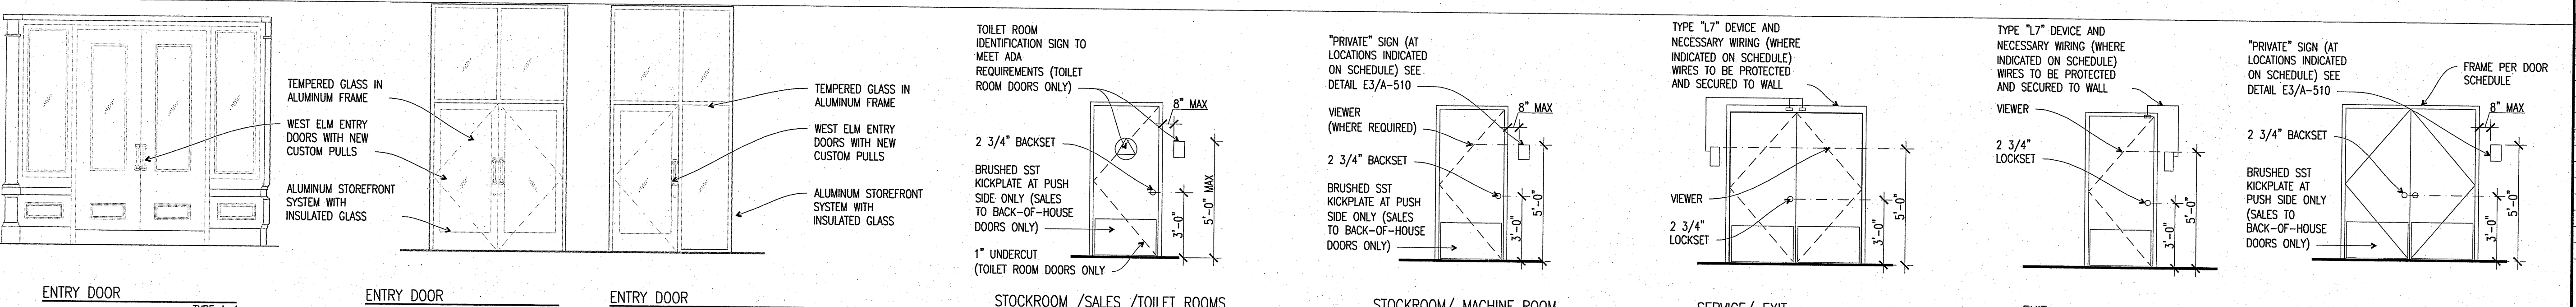 TEMPERED GLASS IN
ALUMINUM FRAME
WEST ELM ENTRY
DOORS WITH NEW
CUSTOM PULLS
ALUMINUM STOREFRONT
SYSTEM WITH
INSULATED GLASS
ENTRY DOOR
ENTRY DOOR
TEMPERED GLASS IN
ALUMINUM FRAME
WEST ELM ENTRY
DOORS WITH NEW
CUSTOM PULLS
ALUMINUM STOREFRONT
SYSTEM WITH
INSULATED GLASS
ENTRY DOOR
TOILET ROOM
IDENTIFICATION SIGN TO
MEET ADA
REQUIREMENTS (TOILET
ROOM DOORS ONLY)
8" MAX
2 3/4" BACKSET
BRUSHED SST
KICKPLATE AT PUSH
SIDE ONLY (SALES
TO BACK-OF-HOUSE
DOORS ONLY)
1" UNDERCUT
(TOILET ROOM DOORS ONLY
3'-0"
5'-0" MAX
STOCKROOM /SALES /TOILET ROOMS
"PRIVATE" SIGN (AT
LOCATIONS INDICATED
ON SCHEDULE) SEE
DETAIL E3/A-510
8" MAX
VIEWER
(WHERE REQUIRED)
2 3/4" BACKSET
BRUSHED SST
KICKPLATE AT PUSH
SIDE ONLY (SALES
TO BACK-OF-HOUSE
DOORS ONLY)
3'-0"
5'-0"
STOCKROOM/ MACHINE ROOM
TYPE "L7" DEVICE AND
NECESSARY WIRING (WHERE
INDICATED ON SCHEDULE)
WIRES TO BE PROTECTED
AND SECURED TO WALL
VIEWER
2 3/4"
LOCKSET
3'-0"
5'-0"
SERVICE/ EXIT
TYPE "L7" DEVICE AND
NECESSARY WIRING (WHERE
INDICATED ON SCHEDULE)
WIRES TO BE PROTECTED
AND SECURED TO WALL
VIEWER
2 3/4"
LOCKSET
3'-0"
5'-0"
EXIT
"PRIVATE" SIGN (AT
LOCATIONS INDICATED
ON SCHEDULE) SEE
DETAIL E3/A-510
FRAME PER DOOR
SCHEDULE
8" MAX
2 3/4" BACKSET
BRUSHED SST
KICKPLATE AT
PUSH SIDE ONLY
(SALES TO
BACK-OF-HOUSE
DOORS ONLY)
3'-0"
5'-0"